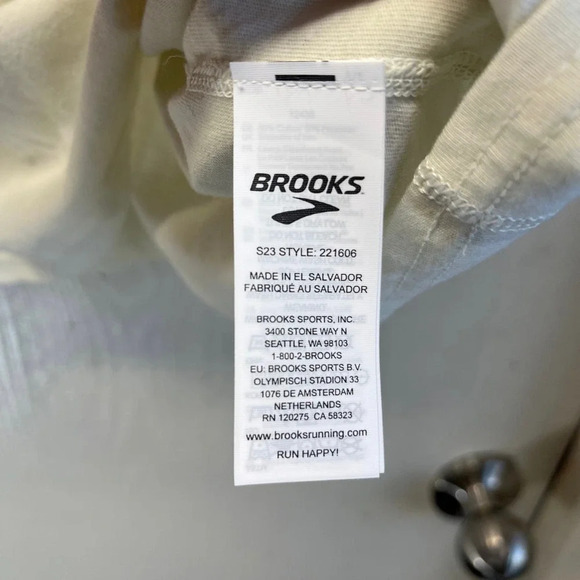 BROOKS
S23 STYLE: 221606
MADE IN EL SALVADOR
FABRIQUÉ AU SALVADOR
BROOKS SPORTS, INC.
3400 STONE WAY N
SEATTLE, WA 98103
1-800-2-BROOKS
EU: BROOKS SPORTS B.V.
OLYMPISCH STADION 33
1076 DE AMSTERDAM
NETHERLANDS
RN 120275 CA 58323
www.brooksrunning.com
RUN HAPPY!